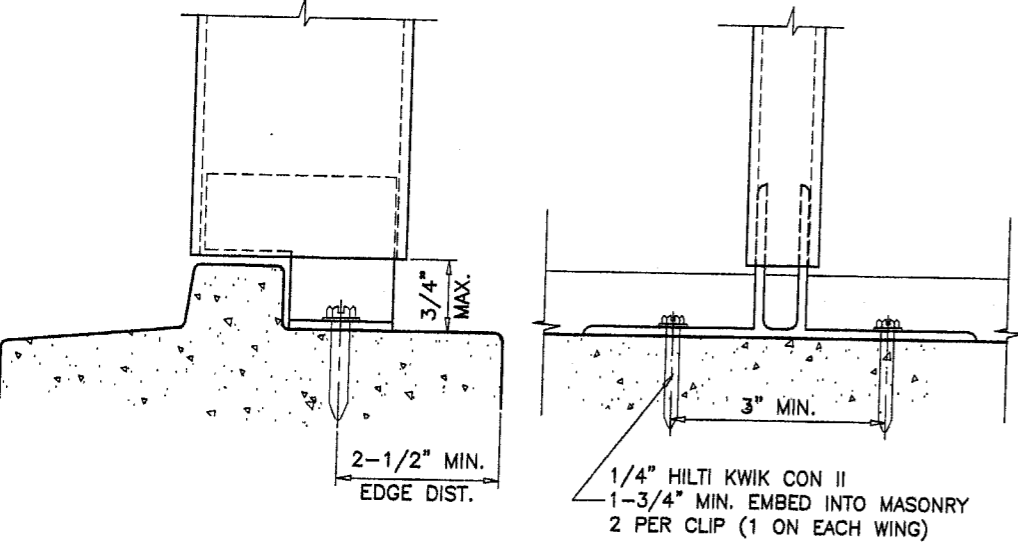 3/4"
MAX.
2-1/2" MIN.
EDGE DIST.
3" MIN.
1/4" HILTI KWIK CON II
1-3/4" MIN. EMBED INTO MASONRY
2 PER CLIP (1 ON EACH WING)